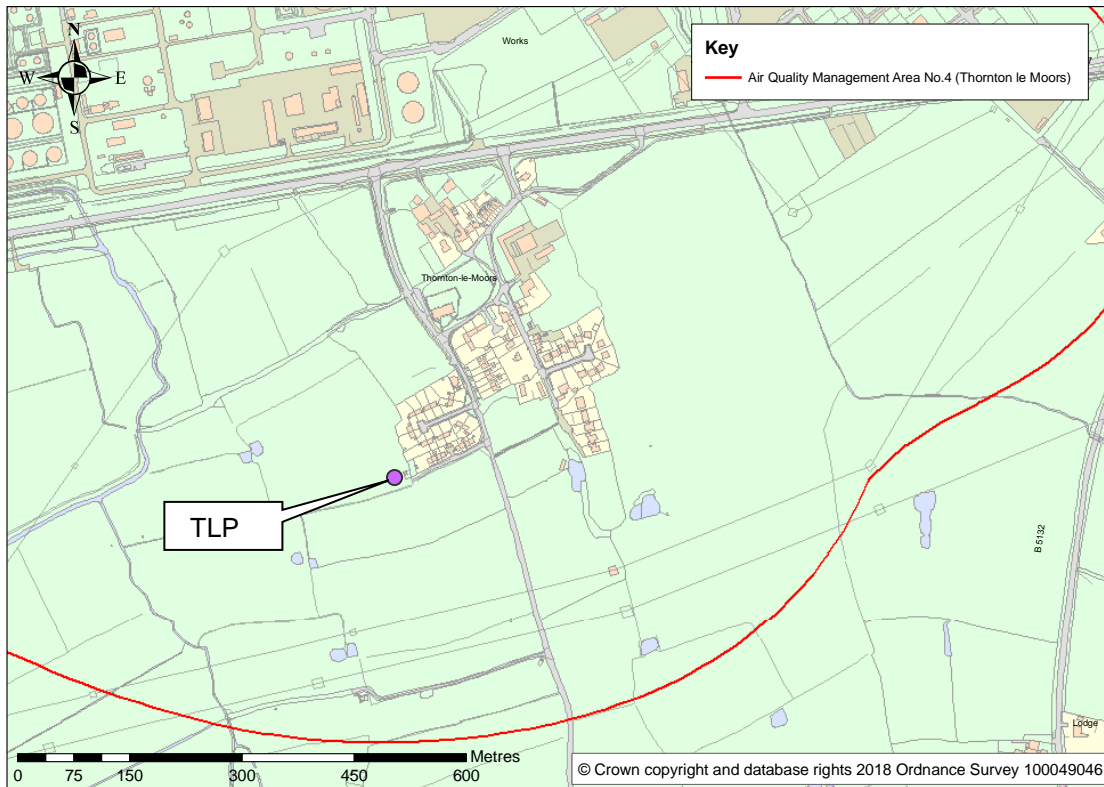 N
W E
S
Works
Key
Air Quality Management Area No.4 (Thornton le Moors)
Thornton-le-Moors
TLP
B 5132
Lodge
Metres
0 75 150 300 450 600
© Crown copyright and database rights 2018 Ordnance Survey 100049046